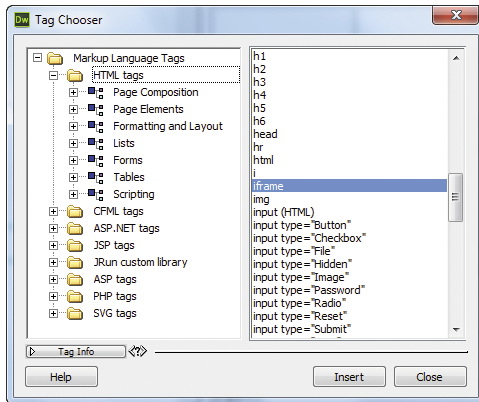 Dw Tag Chooser
Markup Language Tags
HTML tags
Page Composition
Page Elements
Formatting and Layout
Lists
Forms
Tables
Scripting
CFML tags
ASP.NET tags
JSP tags
JRun custom library
ASP tags
PHP tags
SVG tags
h1
h2
h3
h4
h5
h6
head
hr
html
i
iframe
img
input (HTML)
input type="Button"
input type="Checkbox"
input type="File"
input type="Hidden"
input type="Image"
input type="Password"
input type="Radio"
input type="Reset"
input type="Submit"
Tag Info <?>
Help Insert Close